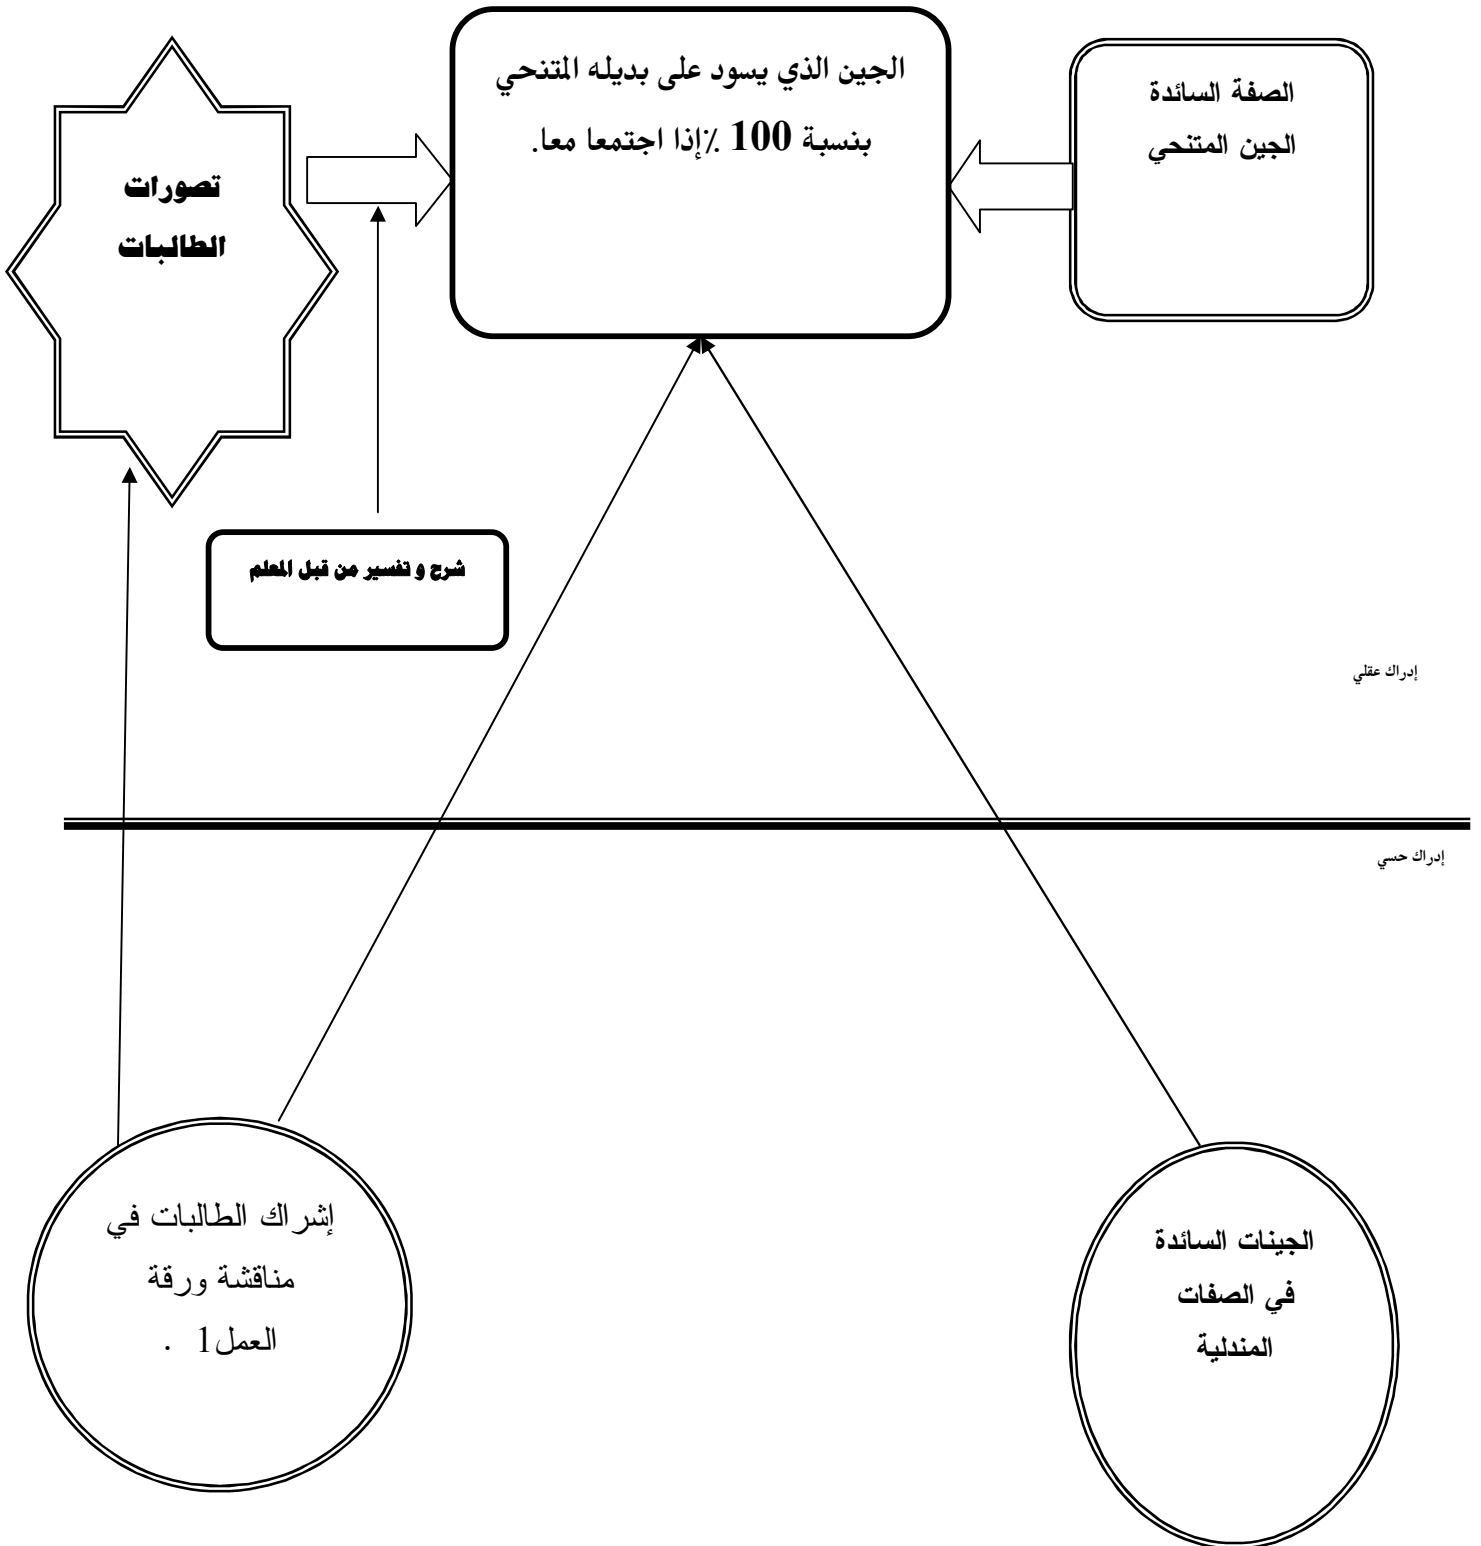 الجين الذي يسود على بديله المتنحي
بنسبة 100 ٪إذا اجتمعا معا.
الصفة السائدة
الجين المتنحي
تصورات
الطالبات
شرح و تفسير من قبل المعلم
إدراك عقلي
إدراك حسي
إشراك الطالبات في
مناقشة ورقة
العمل1 .
الجينات السائدة
في الصفات
المندلية